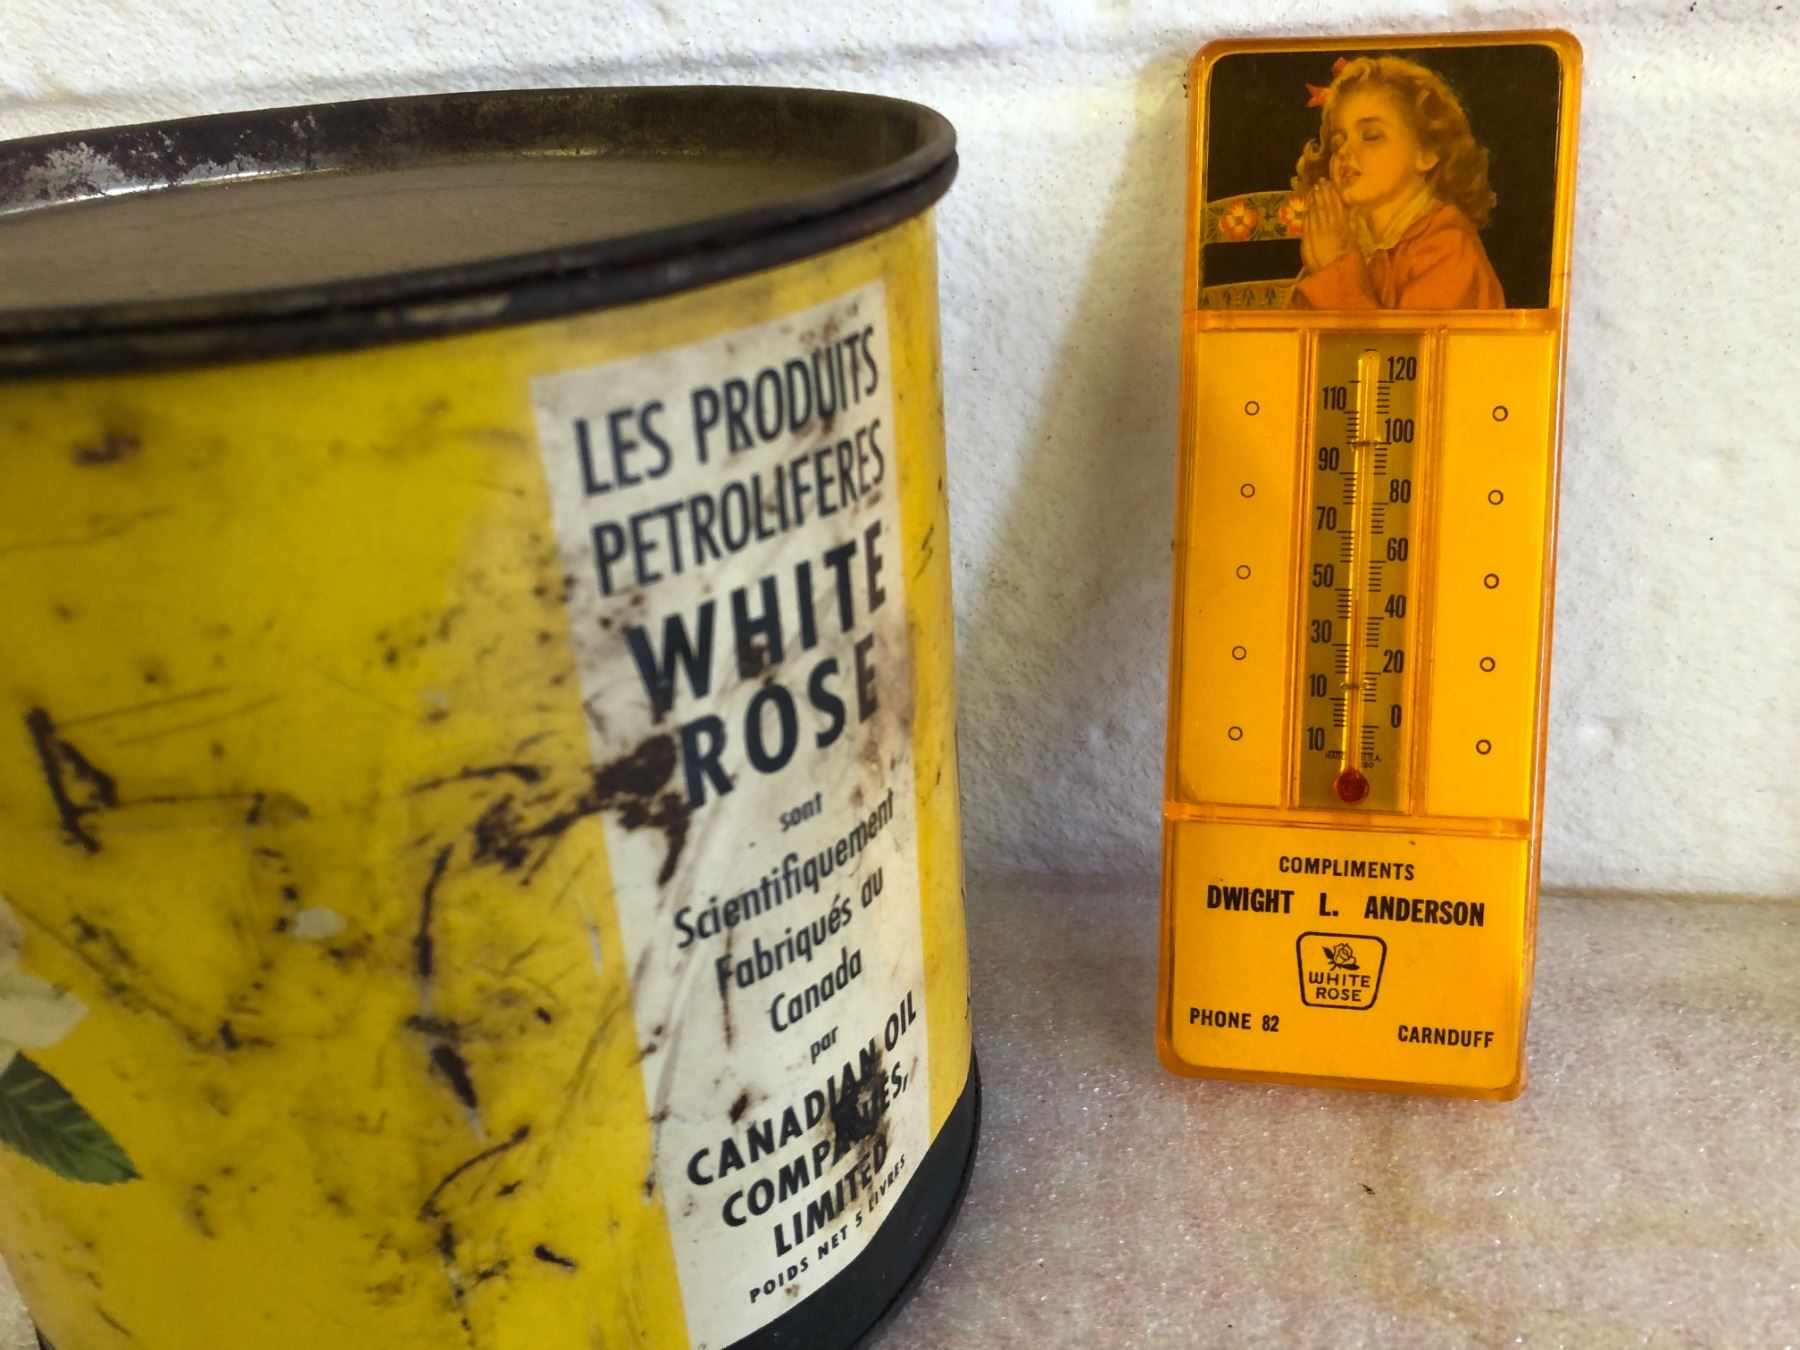 LES PRODUITS
PETROLIFERES
WHITE
ROSE
sont
Scientifiquement
Fabriqués au
Canada
par
CANADIAN OIL
COMPAGNIES,
LIMITED
POIDS NET 5 LIVRES
120
110
100
90
80
70
60
50
40
30
20
10
0
10
COMPLIMENTS
DWIGHT L. ANDERSON
WHITE
ROSE
PHONE 82
CARNDUFF